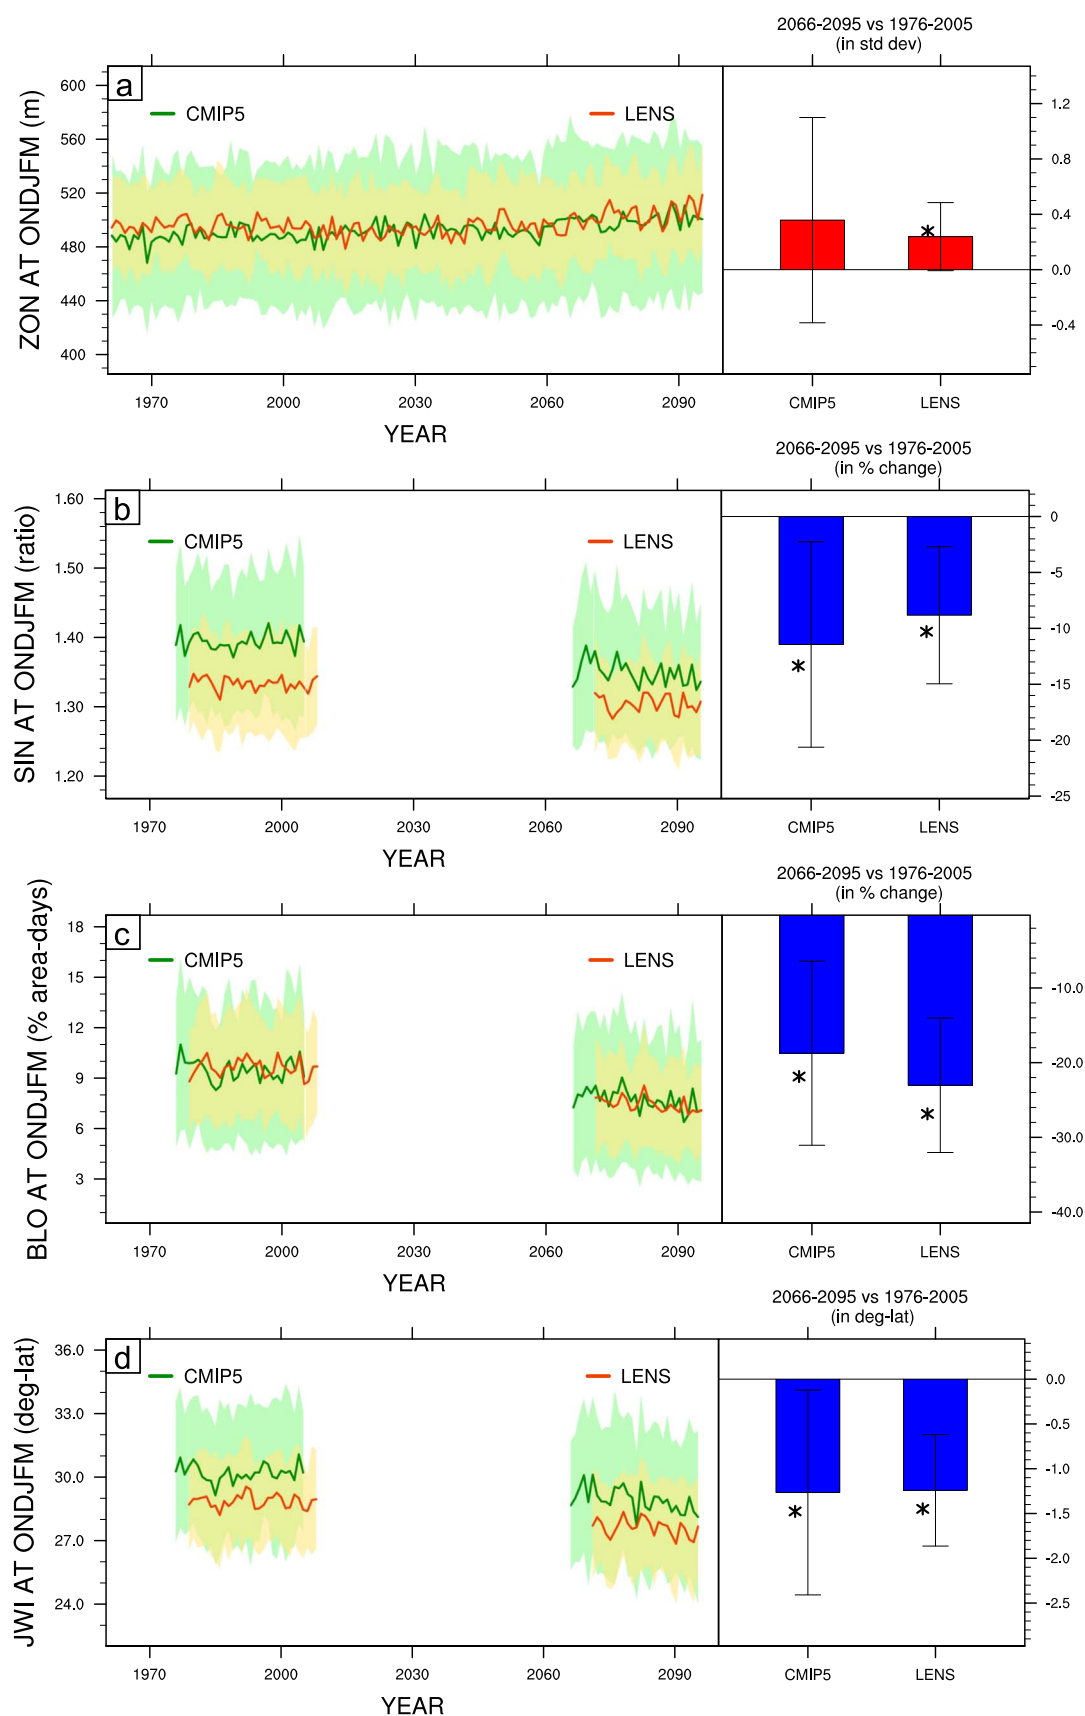 2066-2095 vs 1976-2005
(in std dev)
a
CMIP5
LENS
ZON AT ONDJFM (m)
600
560
520
480
440
400
1.2
0.8
0.4
0.0
-0.4
1970
2000
2030
2060
2090
CMIP5
LENS
YEAR
2066-2095 vs 1976-2005
(in % change)
b
CMIP5
LENS
SIN AT ONDJFM (ratio)
1.60
1.50
1.40
1.30
1.20
0
-5
-10
-15
-20
-25
1970
2000
2030
2060
2090
CMIP5
LENS
YEAR
2066-2095 vs 1976-2005
(in % change)
c
CMIP5
LENS
BLO AT ONDJFM (% area-days)
18
15
12
9
6
3
-10.0
-20.0
-30.0
-40.0
1970
2000
2030
2060
2090
CMIP5
LENS
YEAR
2066-2095 vs 1976-2005
(in deg-lat)
d
CMIP5
LENS
JWI AT ONDJFM (deg-lat)
36.0
33.0
30.0
27.0
24.0
0.0
-0.5
-1.0
-1.5
-2.0
-2.5
1970
2000
2030
2060
2090
CMIP5
LENS
YEAR